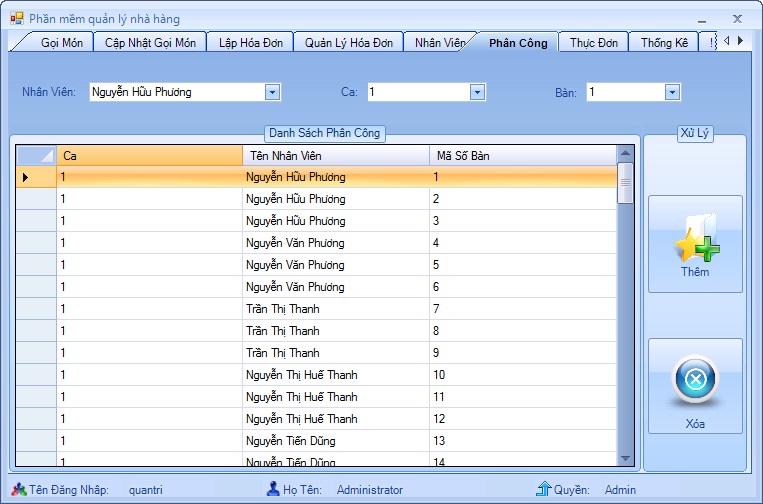 Phần mềm quản lý nhà hàng
Gọi Món Cập Nhật Gọi Món Lập Hóa Đơn Quản Lý Hóa Đơn Nhân Viên Phân Công Thực Đơn Thống Kê
Nhân Viên: Nguyễn Hữu Phương Ca: 1 Bàn: 1
Danh Sách Phân Công Xử Lý
Ca Tên Nhân Viên Mã Số Bàn
1 Nguyễn Hữu Phương 1
1 Nguyễn Hữu Phương 2
1 Nguyễn Hữu Phương 3
1 Nguyễn Văn Phương 4
1 Nguyễn Văn Phương 5
1 Nguyễn Văn Phương 6
1 Trần Thị Thanh 7
1 Trần Thị Thanh 8
1 Trần Thị Thanh 9
1 Nguyễn Thị Huế Thanh 10
1 Nguyễn Thị Huế Thanh 11
1 Nguyễn Thị Huế Thanh 12
1 Nguyễn Tiến Dũng 13
1 Nguyễn Tiến Dũng 14
Thêm
Xóa
Tên Đăng Nhập: quantri Họ Tên: Administrator Quyền: Admin